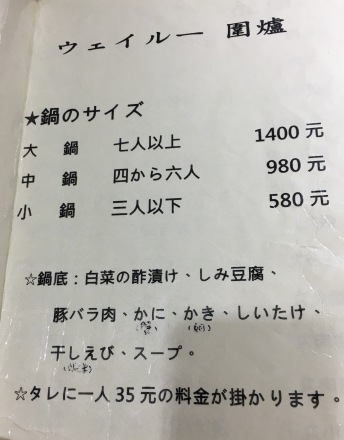 ウェイルー 圍爐
★鍋のサイズ
大 鍋 七人以上 1400 元
中 鍋 四から六人 980 元
小 鍋 三人以下 580 元
☆鍋底：白菜の酢漬け、しみ豆腐、
豚バラ肉、かに、かき、しいたけ、
(蟹) (蚵)
干しえび、スープ。
☆タレに一人 35 元の料金が掛かります。